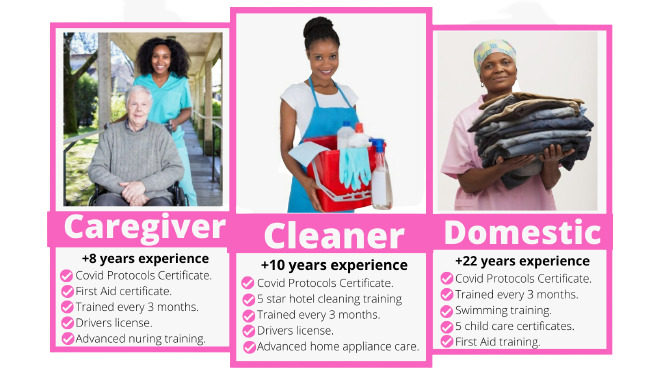 Caregiver
+8 years experience
Covid Protocols Certificate.
First Aid certificate.
Trained every 3 months.
Drivers license.
Advanced nuring training.
Cleaner
+10 years experience
Covid Protocols Certificate.
5 star hotel cleaning training
Trained every 3 months.
Drivers license.
Advanced home appliance care.
Domestic
+22 years experience
Covid Protocols Certificate.
Trained every 3 months.
Swimming training.
5 child care certificates.
First Aid training.